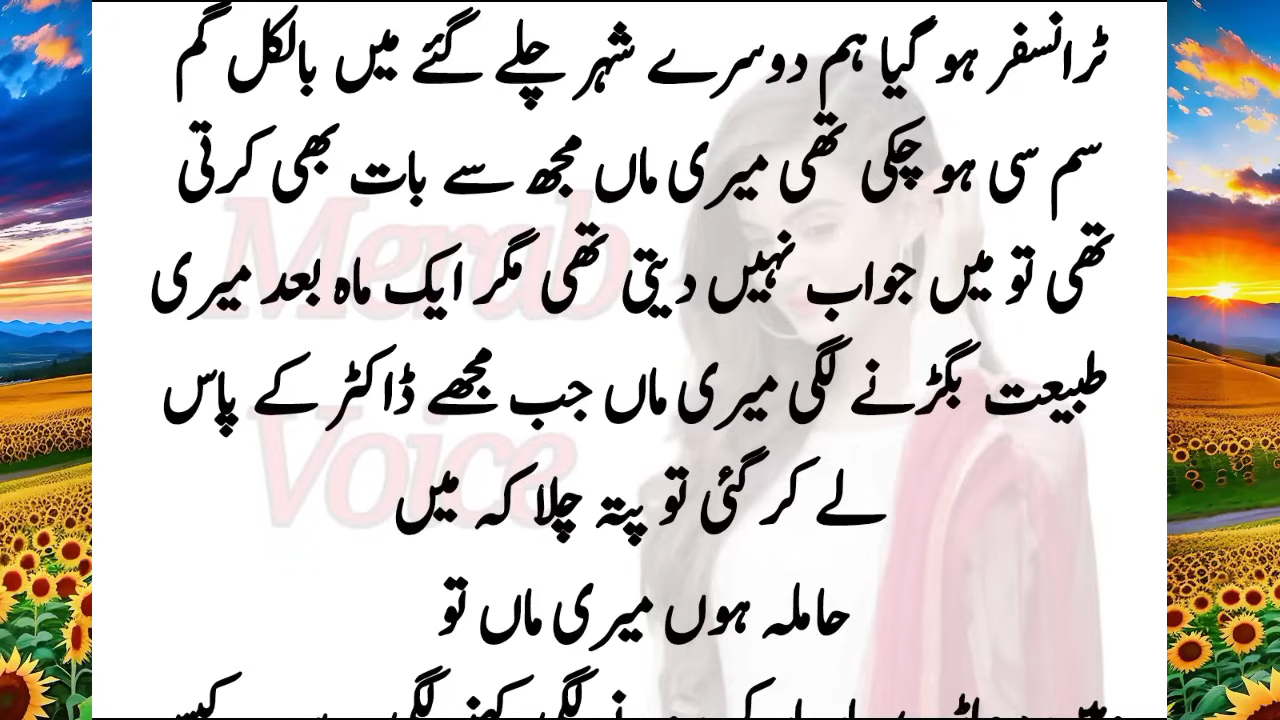 ٹرانسفر ہو گیا ہم دوسرے شہر چلے گئے میں بالکل گم
سم سی ہو چکی تھی میری ماں مجھ سے بات بھی کرتی
تھی تو میں جواب نہیں دیتی تھی مگر ایک ماہ بعد میری
طبیعت بگڑنے لگی میری ماں جب مجھے ڈاکٹر کے پاس
لے کر گئی تو پتہ چلا کہ میں
حاملہ ہوں میری ماں تو
Merub
Voice